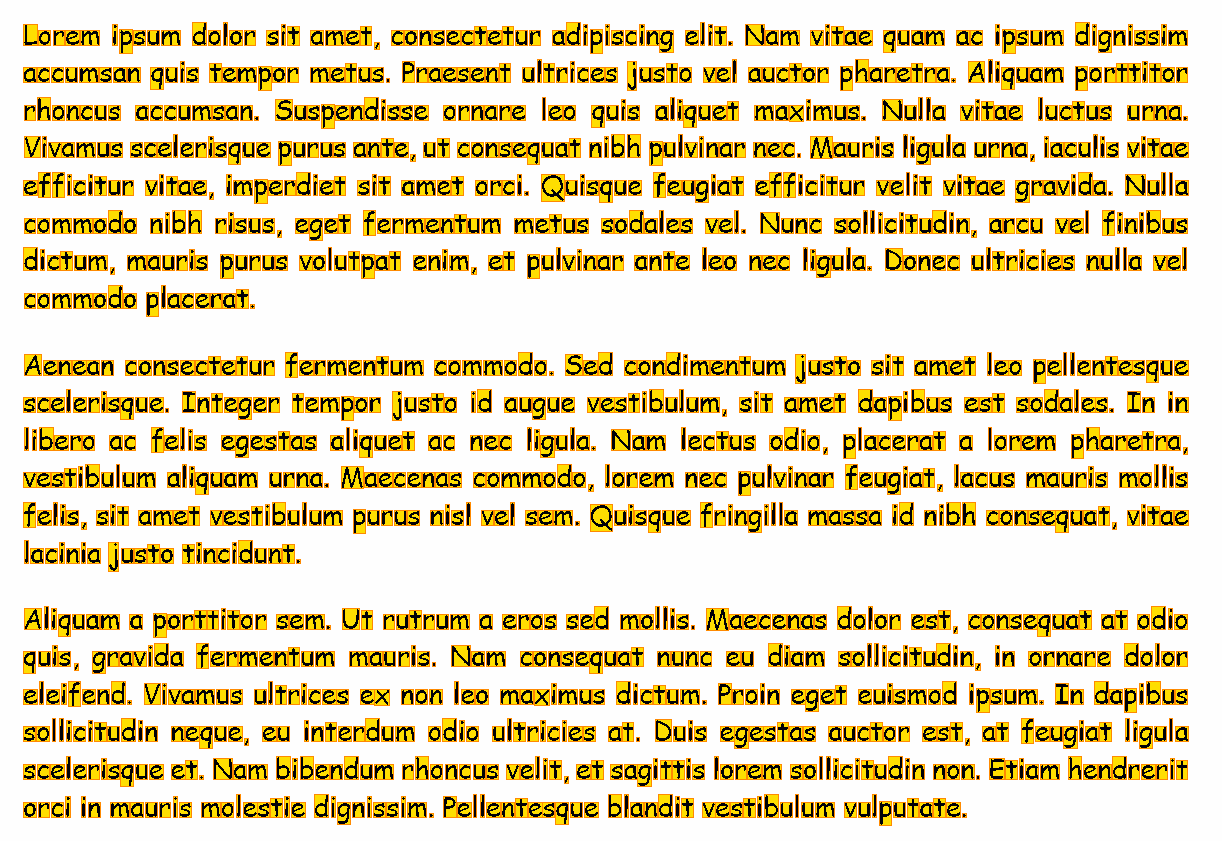 Lorem ipsum dolor sit amet, consectetur adipiscing elit. Nam vitae quam ac ipsum dignissim
accumsan quis tempor metus. Praesent ultrices justo vel auctor pharetra. Aliquam porttitor
rhoncus accumsan. Suspendisse ornare leo quis aliquet maximus. Nulla vitae luctus urna.
Vivamus scelerisque purus ante, ut consequat nibh pulvinar nec. Mauris ligula urna, iaculis vitae
efficitur vitae, imperdiet sit amet orci. Quisque feugiat efficitur velit vitae gravida. Nulla
commodo nibh risus, eget fermentum metus sodales vel. Nunc sollicitudin, arcu vel finibus
dictum, mauris purus volutpat enim, et pulvinar ante leo nec ligula. Donec ultricies nulla vel
commodo placerat.
Aenean consectetur fermentum commodo. Sed condimentum justo sit amet leo pellentesque
scelerisque. Integer tempor justo id augue vestibulum, sit amet dapibus est sodales. In in
libero ac felis egestas aliquet ac nec ligula. Nam lectus odio, placerat a lorem pharetra,
vestibulum aliquam urna. Maecenas commodo, lorem nec pulvinar feugiat, lacus mauris mollis
felis, sit amet vestibulum purus nisl vel sem. Quisque fringilla massa id nibh consequat, vitae
lacinia justo tincidunt.
Aliquam a porttitor sem. Ut rutrum a eros sed mollis. Maecenas dolor est, consequat at odio
quis, gravida fermentum mauris. Nam consequat nunc eu diam sollicitudin, in ornare dolor
eleifend. Vivamus ultrices ex non leo maximus dictum. Proin eget euismod ipsum. In dapibus
sollicitudin neque, eu interdum odio ultricies at. Duis egestas auctor est, at feugiat ligula
scelerisque et. Nam bibendum rhoncus velit, et sagittis lorem sollicitudin non. Etiam hendrerit
orci in mauris molestie dignissim. Pellentesque blandit vestibulum vulputate.